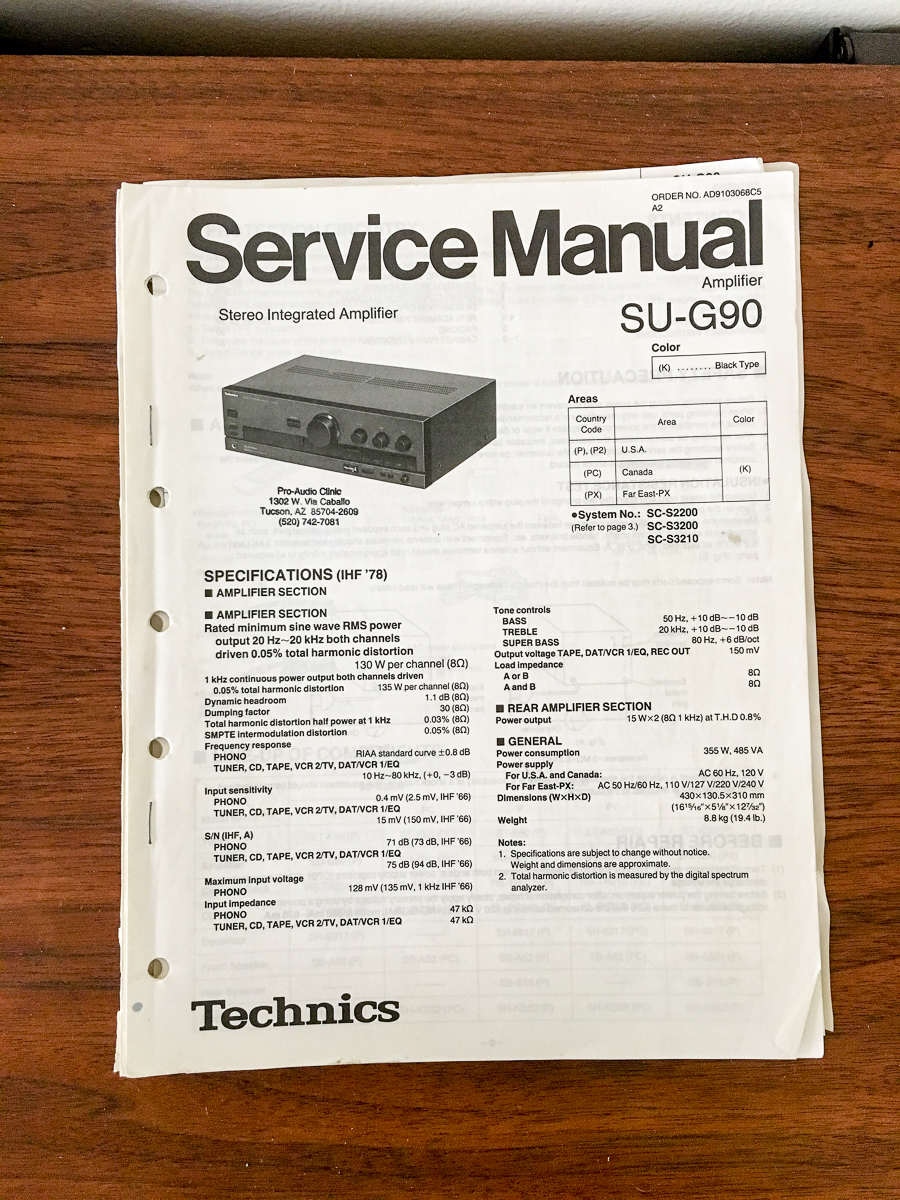 ORDER NO. AD9103068C5
A2
Service Manual
Amplifier
Stereo Integrated Amplifier
SU-G90
Color
(K) ........ Black Type
Areas
Country Code Area Color
(P), (P2) U.S.A.
(PC) Canada (K)
(PX) Far East-PX
●System No.: SC-S2200
(Refer to page 3.) SC-S3200
SC-S3210
Technics
Pro-Audio Clinic
1302 W. Via Caballo
Tucson, AZ 85704-2609
(520) 742-7081
SPECIFICATIONS (IHF '78)
■ AMPLIFIER SECTION
■ AMPLIFIER SECTION
Rated minimum sine wave RMS power
output 20 Hz~20 kHz both channels
driven 0.05% total harmonic distortion
130 W per channel (8Ω)
1 kHz continuous power output both channels driven
0.05% total harmonic distortion 135 W per channel (8Ω)
Dynamic headroom 1.1 dB (8Ω)
Dumping factor 30 (8Ω)
Total harmonic distortion half power at 1 kHz 0.03% (8Ω)
SMPTE intermodulation distortion 0.05% (8Ω)
Frequency response
PHONO RIAA standard curve ±0.8 dB
TUNER, CD, TAPE, VCR 2/TV, DAT/VCR 1/EQ
10 Hz~80 kHz, (+0, −3 dB)
Input sensitivity
PHONO 0.4 mV (2.5 mV, IHF '66)
TUNER, CD, TAPE, VCR 2/TV, DAT/VCR 1/EQ
15 mV (150 mV, IHF '66)
S/N (IHF, A)
PHONO 71 dB (73 dB, IHF '66)
TUNER, CD, TAPE, VCR 2/TV, DAT/VCR 1/EQ
75 dB (94 dB, IHF '66)
Maximum input voltage
PHONO 128 mV (135 mV, 1 kHz IHF '66)
Input impedance
PHONO 47 kΩ
TUNER, CD, TAPE, VCR 2/TV, DAT/VCR 1/EQ 47 kΩ
Tone controls
BASS 50 Hz, +10 dB~−10 dB
TREBLE 20 kHz, +10 dB~−10 dB
SUPER BASS 80 Hz, +6 dB/oct
Output voltage TAPE, DAT/VCR 1/EQ, REC OUT 150 mV
Load impedance
A or B 8Ω
A and B 8Ω
■ REAR AMPLIFIER SECTION
Power output 15 W×2 (8Ω 1 kHz) at T.H.D 0.8%
■ GENERAL
Power consumption 355 W, 485 VA
Power supply
For U.S.A. and Canada: AC 60 Hz, 120 V
For Far East-PX: AC 50 Hz/60 Hz, 110 V/127 V/220 V/240 V
Dimensions (W×H×D) 430×130.5×310 mm
(16 15/16"×5 1/8"×12 7/32")
Weight 8.8 kg (19.4 lb.)
Notes:
1. Specifications are subject to change without notice.
Weight and dimensions are approximate.
2. Total harmonic distortion is measured by the digital spectrum
analyzer.
Technics